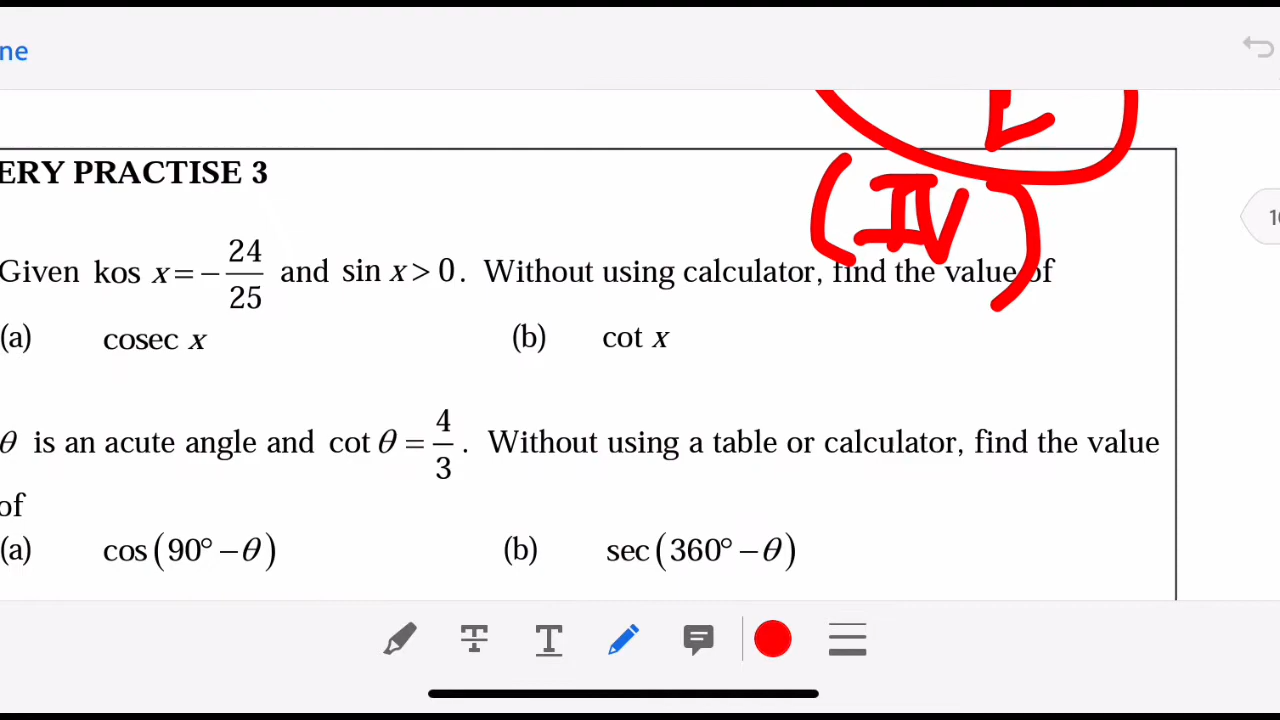 ne
L
ERY PRACTISE 3
(IV)
Given kos x = − 24/25 and sin x > 0. Without using calculator, find the value of
(a) cosec x (b) cot x
θ is an acute angle and cot θ = 4/3. Without using a table or calculator, find the value
of
(a) cos(90° − θ) (b) sec(360° − θ)
T T